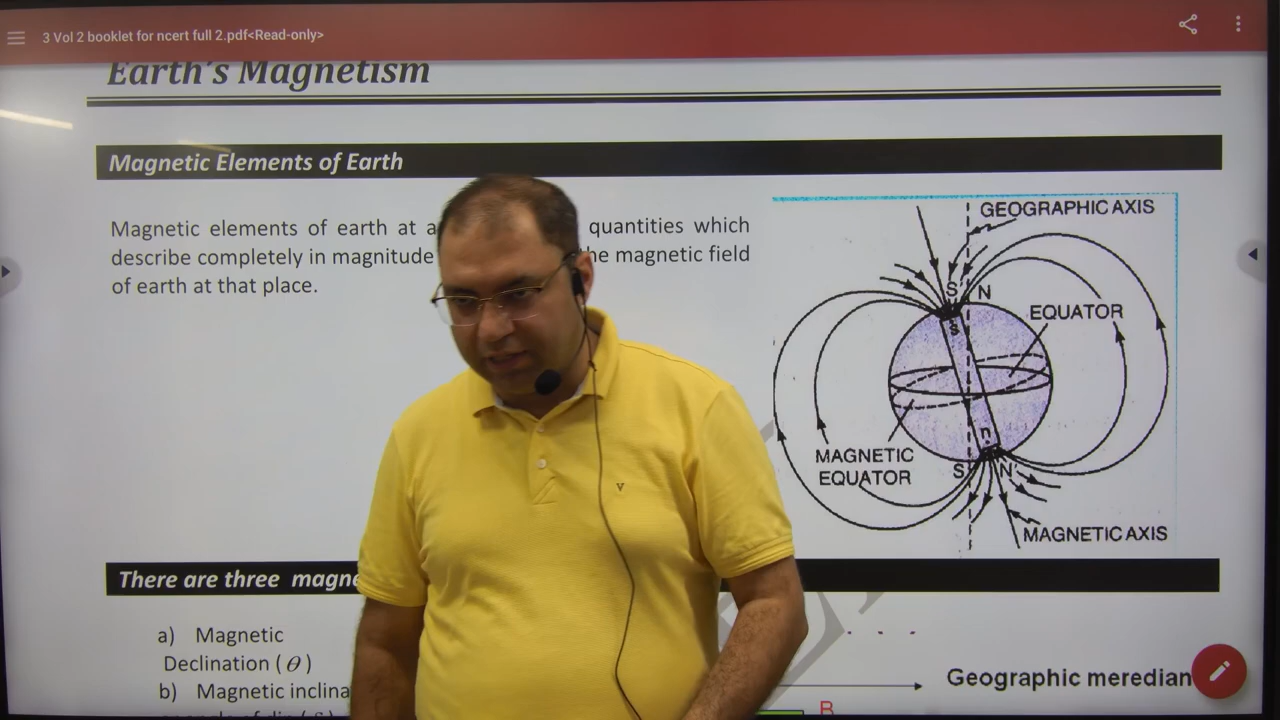 3 Vol 2 booklet for ncert full 2.pdf<Read-only>
Earth's Magnetism
Magnetic Elements of Earth
Magnetic elements of earth at a quantities which
describe completely in magnitude the magnetic field
of earth at that place.
GEOGRAPHIC AXIS
S N
s
EQUATOR
MAGNETIC
EQUATOR
n
S N
MAGNETIC AXIS
There are three magne
a) Magnetic
Declination ( θ )
b) Magnetic inclina
Geographic meredian
B